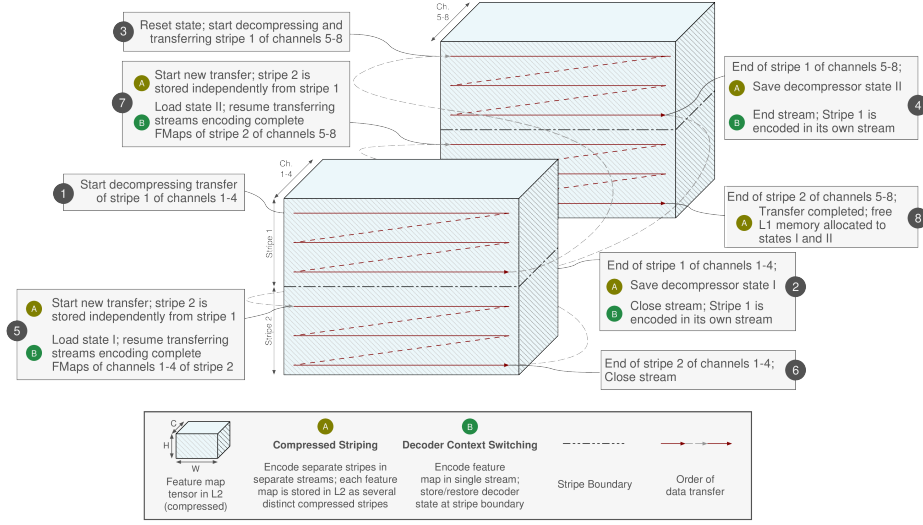 3
Reset state; start decompressing and
transferring stripe 1 of channels 5-8
Ch.
5-8
7
A
Start new transfer; stripe 2 is
stored independently from stripe 1
B
Load state II; resume transferring
streams encoding complete
FMaps of stripe 2 of channels 5-8
End of stripe 1 of channels 5-8;
A
Save decompressor state II
4
B
End stream; Stripe 1 is
encoded in its own stream
Ch.
1-4
1
Start decompressing transfer
of stripe 1 of channels 1-4
End of stripe 2 of channels 5-8;
A
Transfer completed; free
L1 memory allocated to
states I and II
8
Stripe 1
Stripe 2
End of stripe 1 of channels 1-4;
A
Save decompressor state I
2
B
Close stream; Stripe 1 is
encoded in its own stream
5
A
Start new transfer; stripe 2 is
stored independently from stripe 1
B
Load state I; resume transferring
streams encoding complete
FMaps of channels 1-4 of stripe 2
End of stripe 2 of channels 1-4;
Close stream
6
C
H
W
Feature map
tensor in L2
(compressed)
A
Compressed Striping
Encode separate stripes in
separate streams; each feature
map is stored in L2 as several
distinct compressed stripes
B
Decoder Context Switching
Encode feature
map in single stream;
store/restore decoder
state at stripe boundary
Stripe Boundary
Order of
data transfer